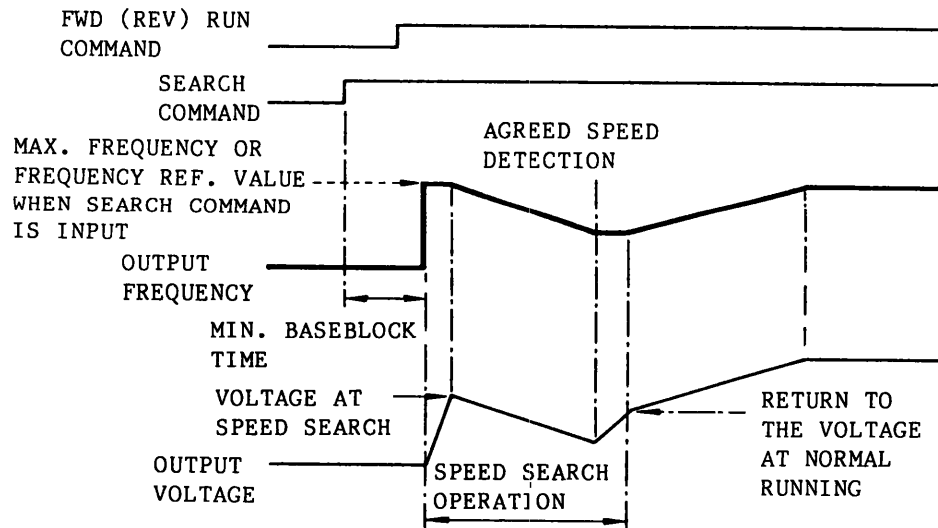 FWD (REV) RUN
COMMAND
SEARCH
COMMAND
AGREED SPEED
DETECTION
MAX. FREQUENCY OR
FREQUENCY REF. VALUE
WHEN SEARCH COMMAND
IS INPUT
OUTPUT
FREQUENCY
MIN. BASEBLOCK
TIME
VOLTAGE AT
SPEED SEARCH
RETURN TO
THE VOLTAGE
AT NORMAL
RUNNING
OUTPUT
VOLTAGE
SPEED SEARCH
OPERATION